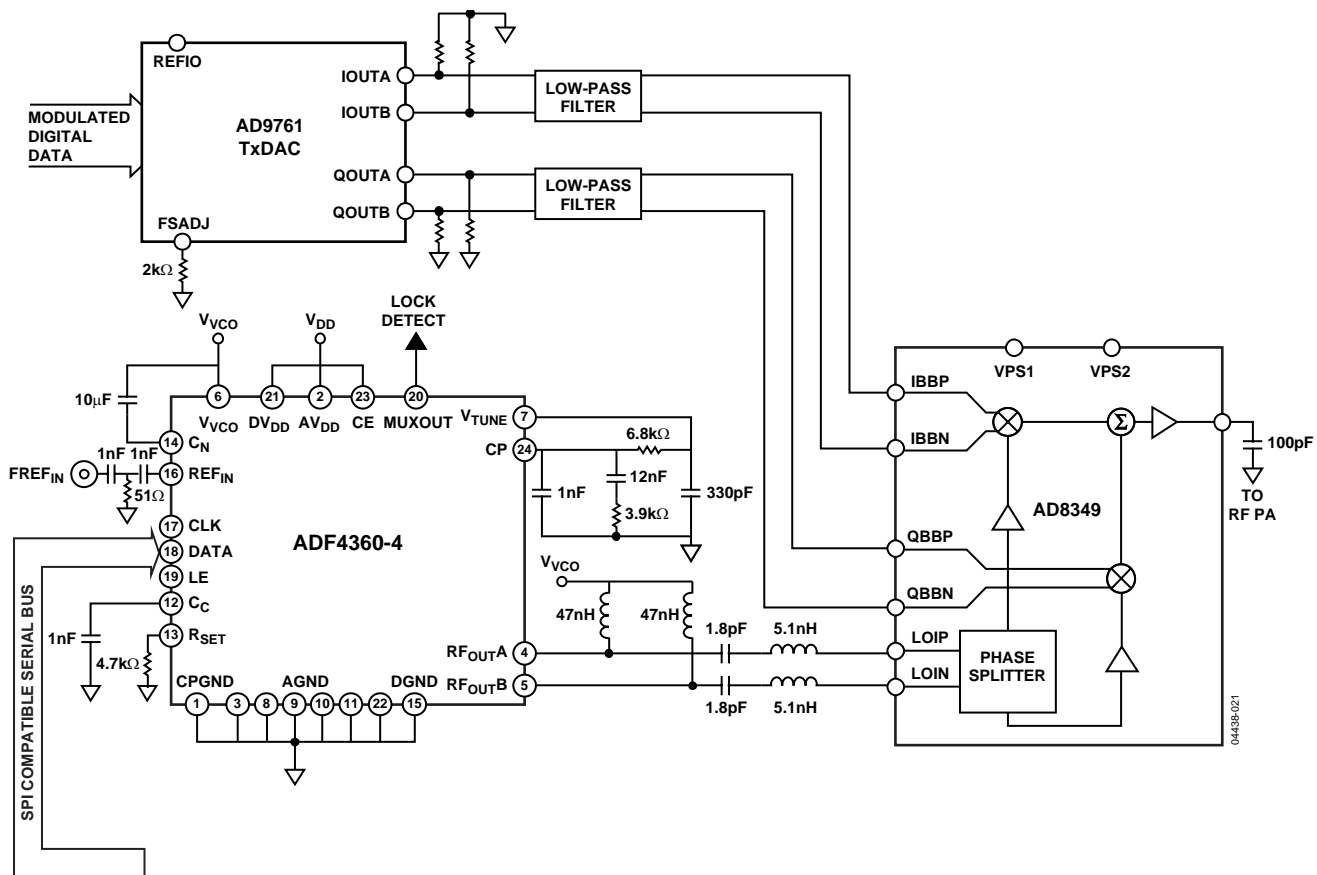 REFIO
IOUTA
IOUTB
QOUTA
QOUTB
AD9761
TxDAC
MODULATED
DIGITAL
DATA
FSADJ
2kΩ
LOW-PASS
FILTER
LOW-PASS
FILTER
LOCK
DETECT
VVCO
VDD
10µF
6
21
2
23
20
VVCO
DVDD
AVDD
CE
MUXOUT
VTUNE
7
CP
24
14
CN
1nF
1nF
FREFIN
16
REFIN
51Ω
17
CLK
18
DATA
19
LE
12
CC
13
RSET
1nF
4.7kΩ
ADF4360-4
6.8kΩ
12nF
1nF
330pF
3.9kΩ
VVCO
47nH
47nH
1.8pF
5.1nH
RFOUTA
4
RFOUTB
5
1.8pF
5.1nH
CPGND
AGND
DGND
1
3
8
9
10
11
22
15
SPI COMPATIBLE SERIAL BUS
VPS1
VPS2
IBBP
IBBN
Σ
100pF
TO
RF PA
AD8349
QBBP
QBBN
LOIP
LOIN
PHASE
SPLITTER
04438-021